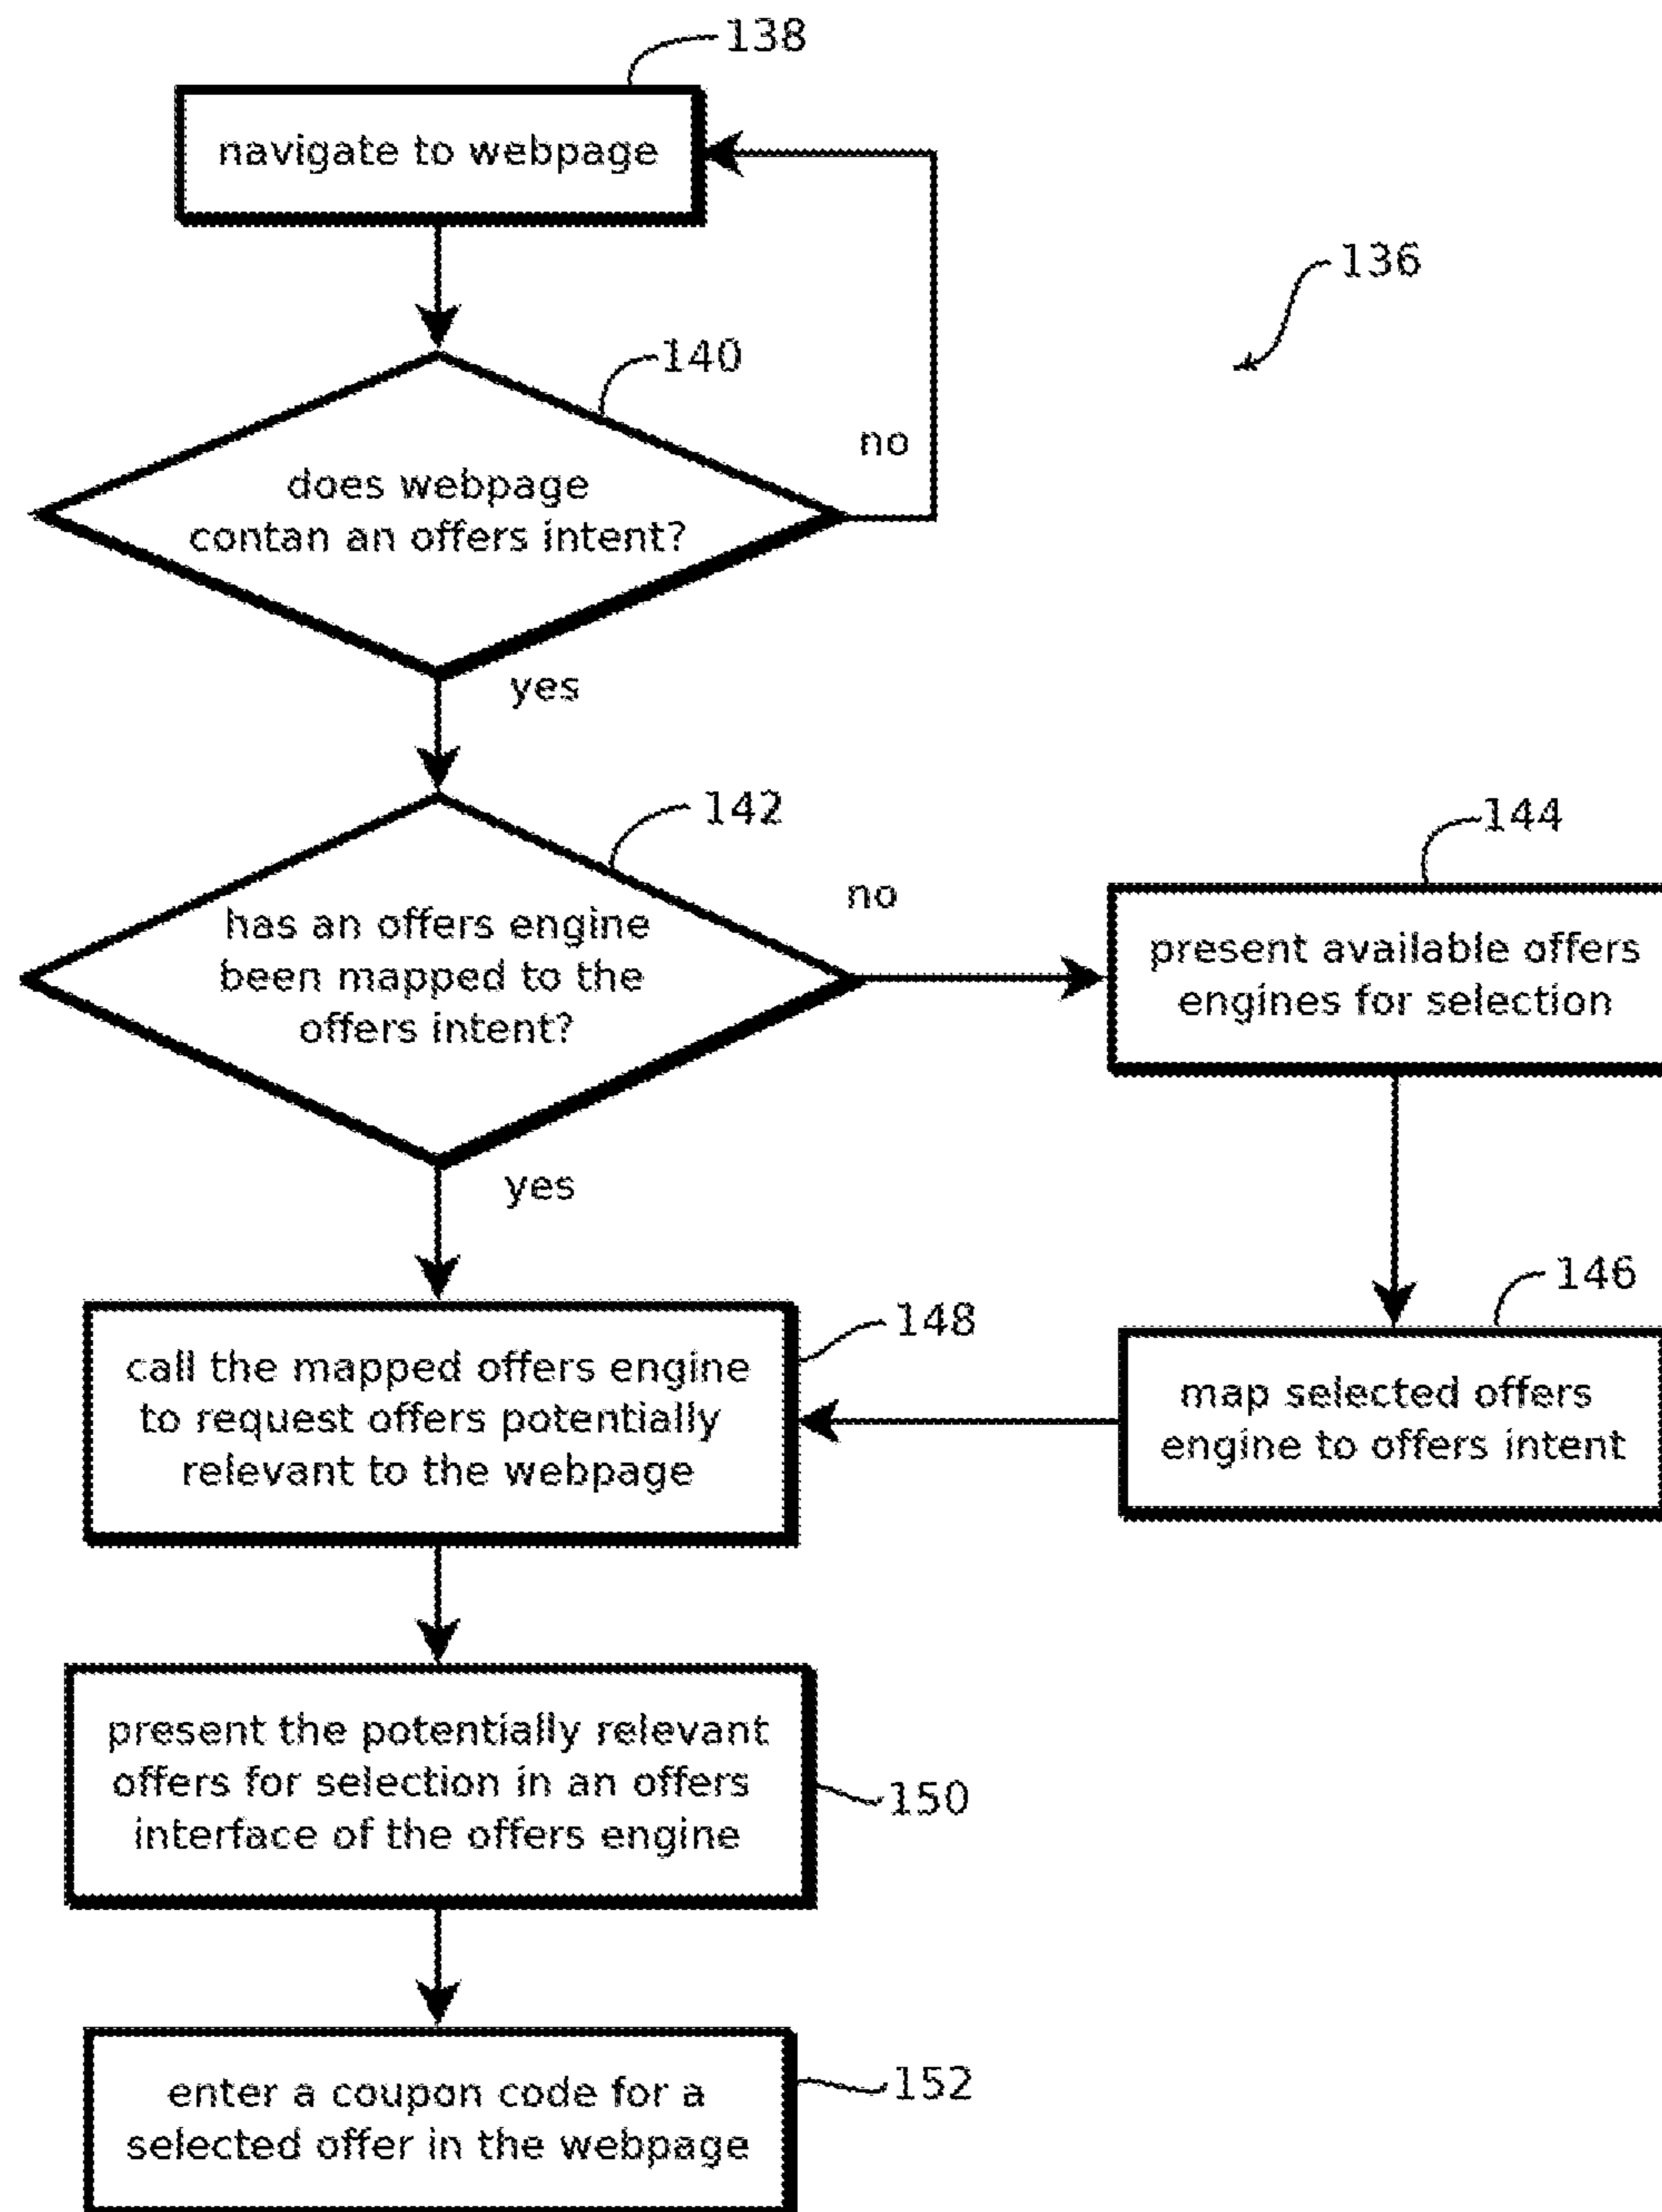 138
navigate to webpage
136
140
no
does webpage
contan an offers intent?
yes
142
144
no
has an offers engine
been mapped to the
offers intent?
present available offers
engines for selection
yes
146
148
call the mapped offers engine
to request offers potentially
relevant to the webpage
map selected offers
engine to offers intent
present the potentially relevant
offers for selection in an offers
interface of the offers engine
150
enter a coupon code for a
selected offer in the webpage
152